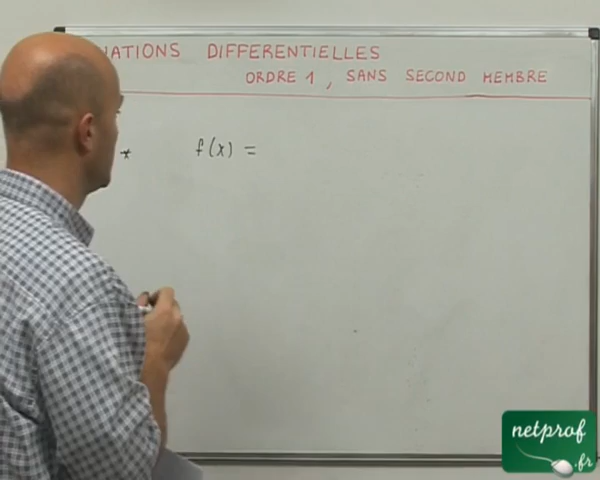 ATIONS DIFFERENTIELLES
ORDRE 1, SANS SECOND MEMBRE
* f(x) =
netprof
.fr